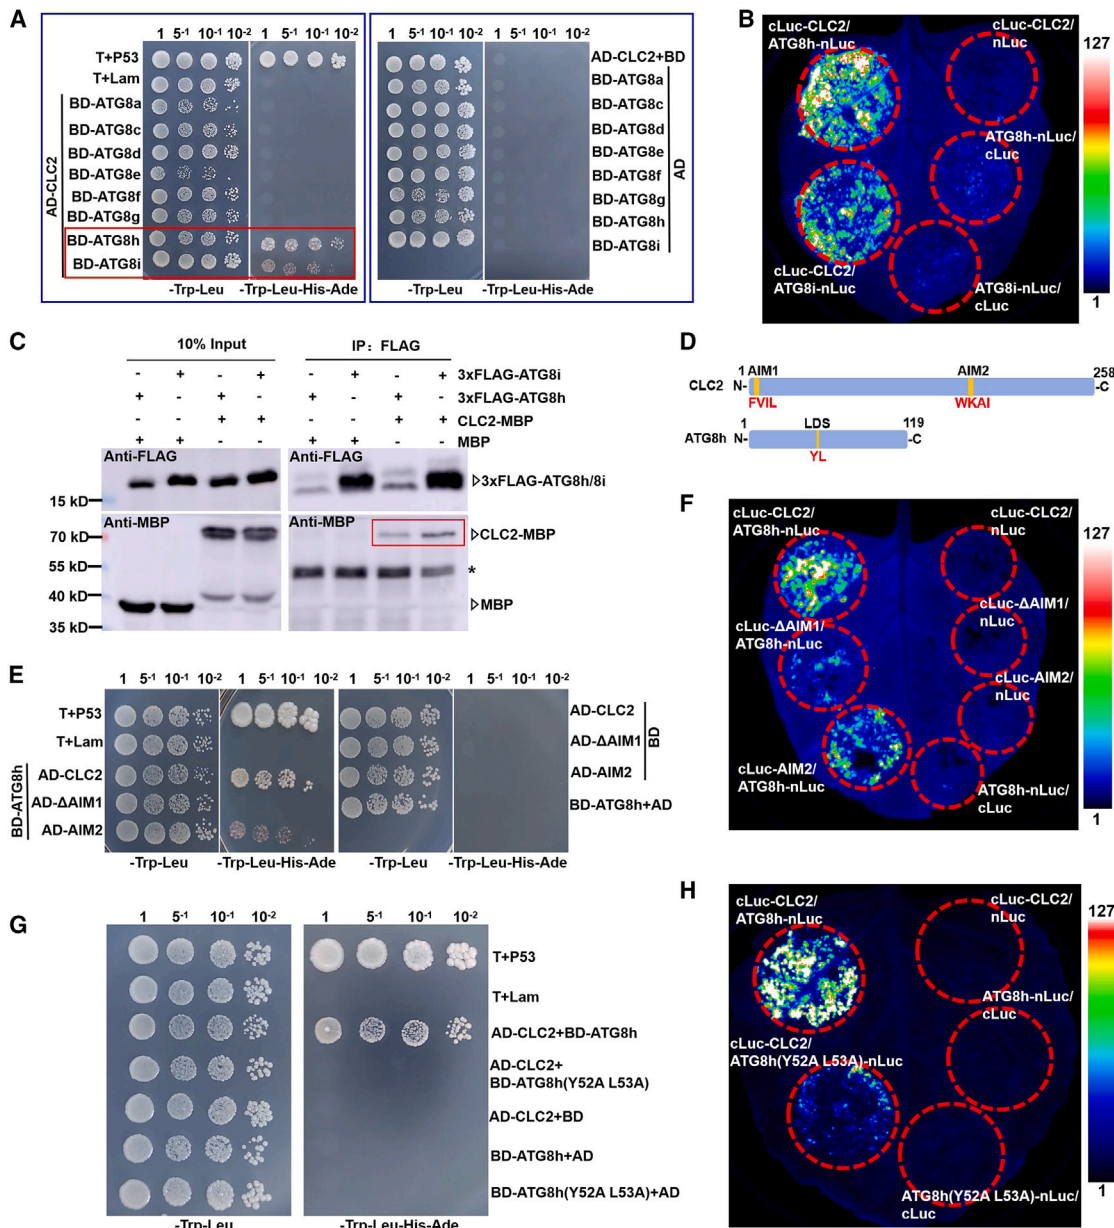 A
1 5-1 10-1 10-2 1 5-1 10-1 10-2
T+P53
T+Lam
AD-CLC2
BD-ATG8a
BD-ATG8c
BD-ATG8d
BD-ATG8e
BD-ATG8f
BD-ATG8g
BD-ATG8h
BD-ATG8i
-Trp-Leu -Trp-Leu-His-Ade
1 5-1 10-1 10-2 1 5-1 10-1 10-2
AD-CLC2+BD
BD-ATG8a
BD-ATG8c
BD-ATG8d
BD-ATG8e
BD-ATG8f
BD-ATG8g
BD-ATG8h
BD-ATG8i
AD
-Trp-Leu -Trp-Leu-His-Ade
B
cLuc-CLC2/
ATG8h-nLuc
cLuc-CLC2/
nLuc
ATG8h-nLuc/
cLuc
cLuc-CLC2/
ATG8i-nLuc
ATG8i-nLuc/
cLuc
127
1
C
10% Input IP: FLAG
- + - + - + - + 3xFLAG-ATG8i
+ - + - + - + - 3xFLAG-ATG8h
- - + + - - + + CLC2-MBP
+ + - - + + - - MBP
Anti-FLAG Anti-FLAG
3xFLAG-ATG8h/8i
15 kD
Anti-MBP Anti-MBP
70 kD
CLC2-MBP
55 kD
*
40 kD
MBP
35 kD
D
1 AIM1 AIM2 258
CLC2 N- -C
FVIL WKAI
1 LDS 119
ATG8h N- -C
YL
E
1 5-1 10-1 10-2 1 5-1 10-1 10-2 1 5-1 10-1 10-2 1 5-1 10-1 10-2
T+P53
T+Lam
BD-ATG8h
AD-CLC2
AD-ΔAIM1
AD-AIM2
AD-CLC2
AD-ΔAIM1
AD-AIM2
BD
BD-ATG8h+AD
-Trp-Leu -Trp-Leu-His-Ade -Trp-Leu -Trp-Leu-His-Ade
F
cLuc-CLC2/
ATG8h-nLuc
cLuc-CLC2/
nLuc
cLuc-ΔAIM1/
ATG8h-nLuc
cLuc-ΔAIM1/
nLuc
cLuc-AIM2/
nLuc
cLuc-AIM2/
ATG8h-nLuc
ATG8h-nLuc/
cLuc
127
1
G
1 5-1 10-1 10-2 1 5-1 10-1 10-2
T+P53
T+Lam
AD-CLC2+BD-ATG8h
AD-CLC2+
BD-ATG8h(Y52A L53A)
AD-CLC2+BD
BD-ATG8h+AD
BD-ATG8h(Y52A L53A)+AD
-Trp-Leu -Trp-Leu-His-Ade
H
cLuc-CLC2/
ATG8h-nLuc
cLuc-CLC2/
nLuc
ATG8h-nLuc/
cLuc
cLuc-CLC2/
ATG8h(Y52A L53A)-nLuc
ATG8h(Y52A L53A)-nLuc/
cLuc
127
1